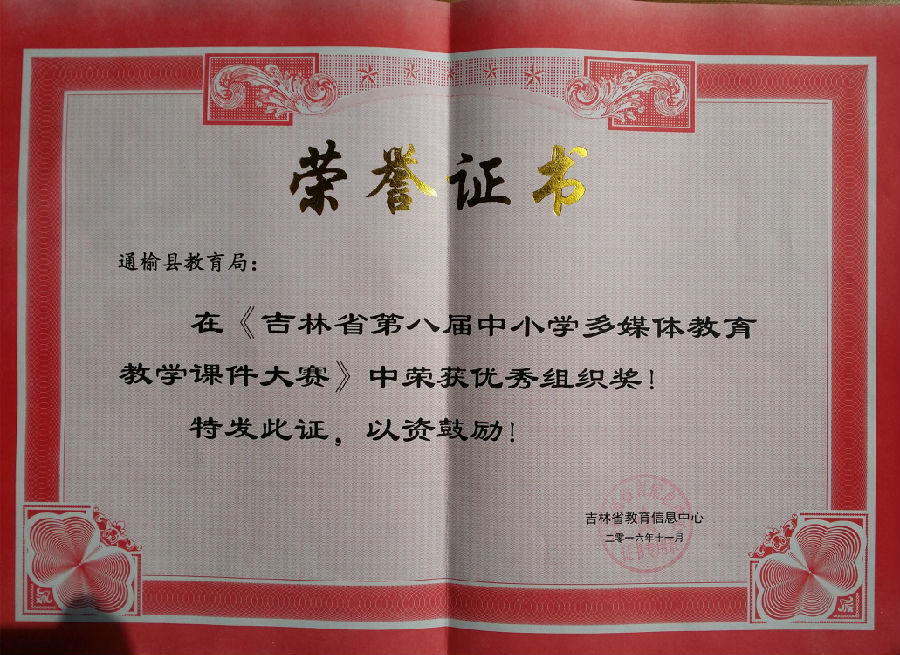 荣誉证书
通榆县教育局：
在《吉林省第八届中小学多媒体教育
教学课件大赛》中荣获优秀组织奖！
特发此证，以资鼓励！
吉林省教育信息中心
二零一六年十一月